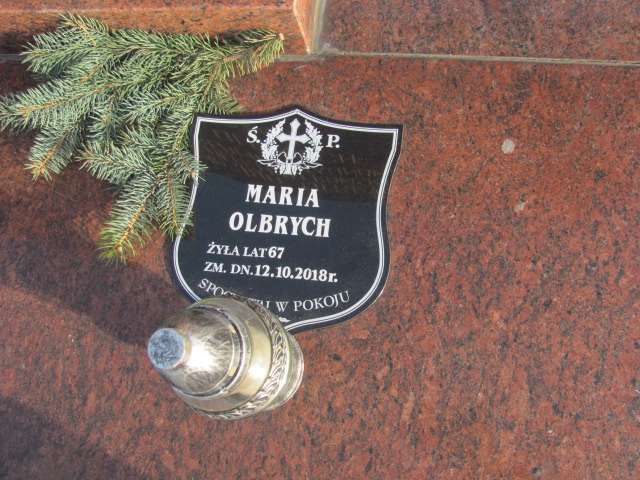 Ś. P.
MARIA
OLBRYCH
ŻYŁA LAT 67
ZM. DN. 12.10.2018 r.
W POKOJU